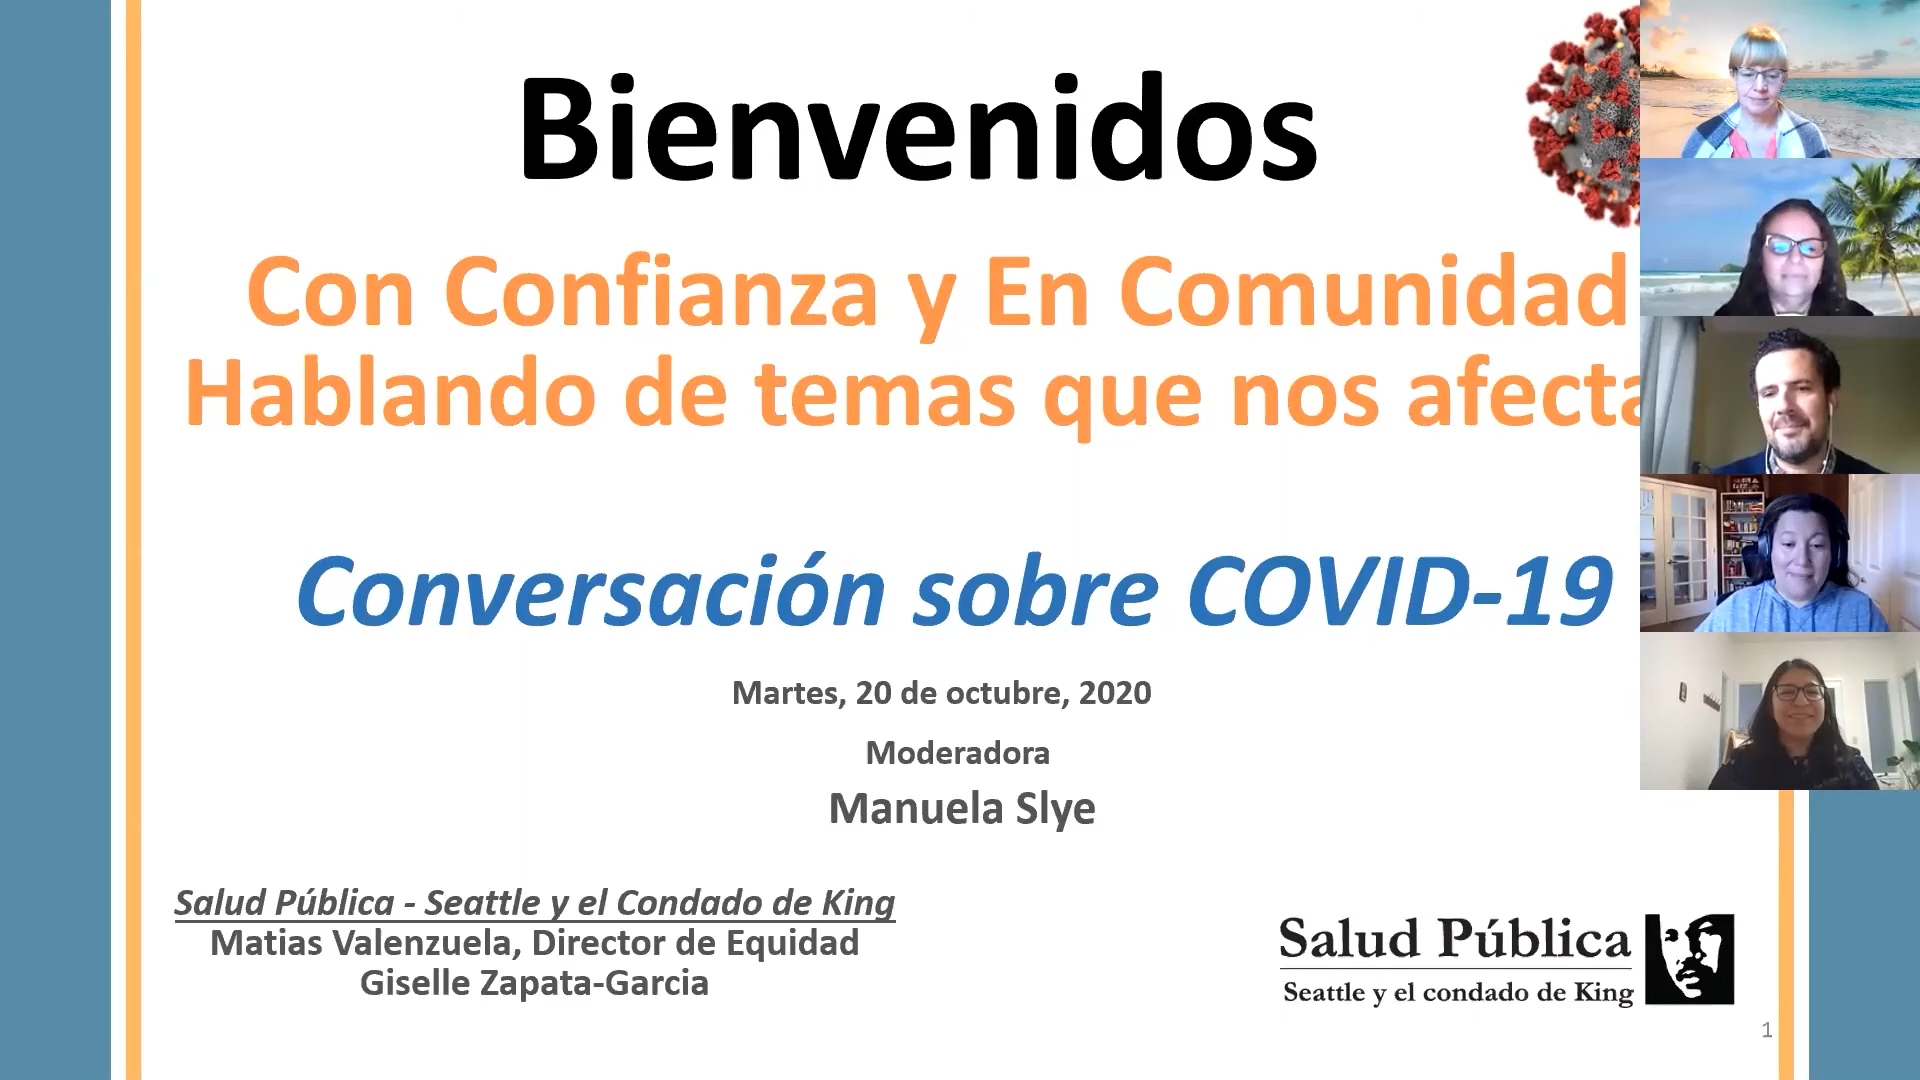 Bienvenidos
Con Confianza y En Comunidad
Hablando de temas que nos afecta
Conversación sobre COVID-19
Martes, 20 de octubre, 2020
Moderadora
Manuela Slye
Salud Pública - Seattle y el Condado de King
Matias Valenzuela, Director de Equidad
Giselle Zapata-Garcia
Salud Pública
Seattle y el condado de King
1